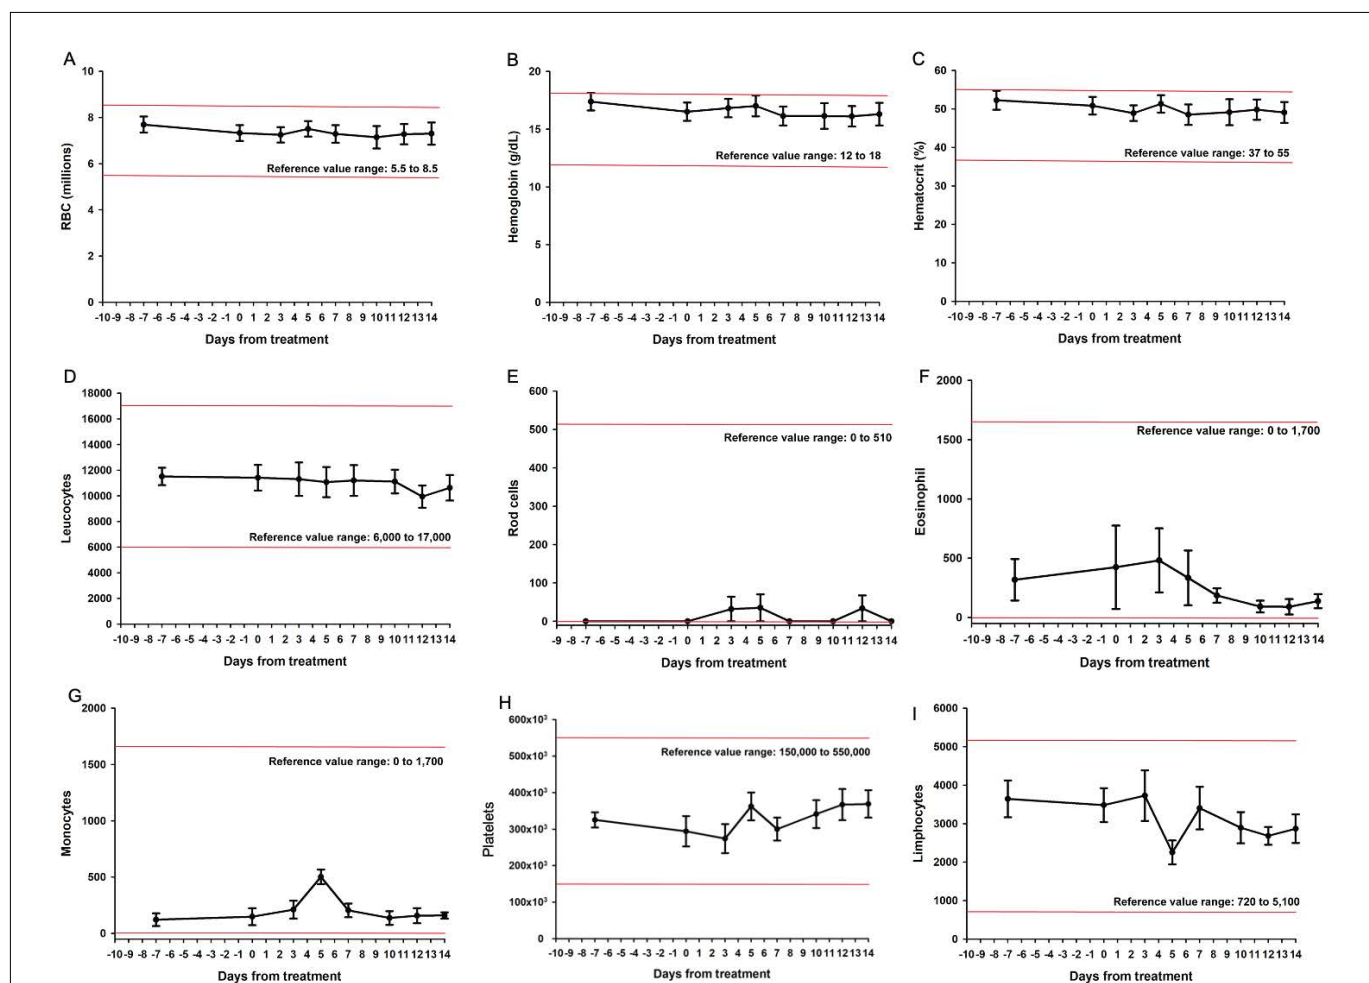 A
10
8
6
4
2
0
RBC (millions)
Reference value range: 5.5 to 8.5
-10 -9 -8 -7 -6 -5 -4 -3 -2 -1 0 1 2 3 4 5 6 7 8 9 10 11 12 13 14
Days from treatment
B
20
15
10
5
0
Hemoglobin (g/dL)
Reference value range: 12 to 18
-10 -9 -8 -7 -6 -5 -4 -3 -2 -1 0 1 2 3 4 5 6 7 8 9 10 11 12 13 14
Days from treatment
C
60
50
40
30
20
10
0
Hematocrit (%)
Reference value range: 37 to 55
-10 -9 -8 -7 -6 -5 -4 -3 -2 -1 0 1 2 3 4 5 6 7 8 9 10 11 12 13 14
Days from treatment
D
18000
16000
14000
12000
10000
8000
6000
4000
2000
0
Leucocytes
Reference value range: 6,000 to 17,000
-10 -9 -8 -7 -6 -5 -4 -3 -2 -1 0 1 2 3 4 5 6 7 8 9 10 11 12 13 14
Days from treatment
E
600
500
400
300
200
100
0
Rod cells
Reference value range: 0 to 510
-9 -8 -7 -6 -5 -4 -3 -2 -1 0 1 2 3 4 5 6 7 8 9 10 11 12 13 14
Days from treatment
F
2000
1500
1000
500
0
Eosinophil
Reference value range: 0 to 1,700
-10 -9 -8 -7 -6 -5 -4 -3 -2 -1 0 1 2 3 4 5 6 7 8 9 10 11 12 13 14
Days from treatment
G
2000
1500
1000
500
0
Monocytes
Reference value range: 0 to 1,700
-10 -9 -8 -7 -6 -5 -4 -3 -2 -1 0 1 2 3 4 5 6 7 8 9 10 11 12 13 14
Days from treatment
H
600x10³
500x10³
400x10³
300x10³
200x10³
100x10³
0
Platelets
Reference value range: 150,000 to 550,000
-10 -9 -8 -7 -6 -5 -4 -3 -2 -1 0 1 2 3 4 5 6 7 8 9 10 11 12 13 14
Days from treatment
I
6000
5000
4000
3000
2000
1000
0
Limphocytes
Reference value range: 720 to 5,100
-10 -9 -8 -7 -6 -5 -4 -3 -2 -1 0 1 2 3 4 5 6 7 8 9 10 11 12 13 14
Days from treatment